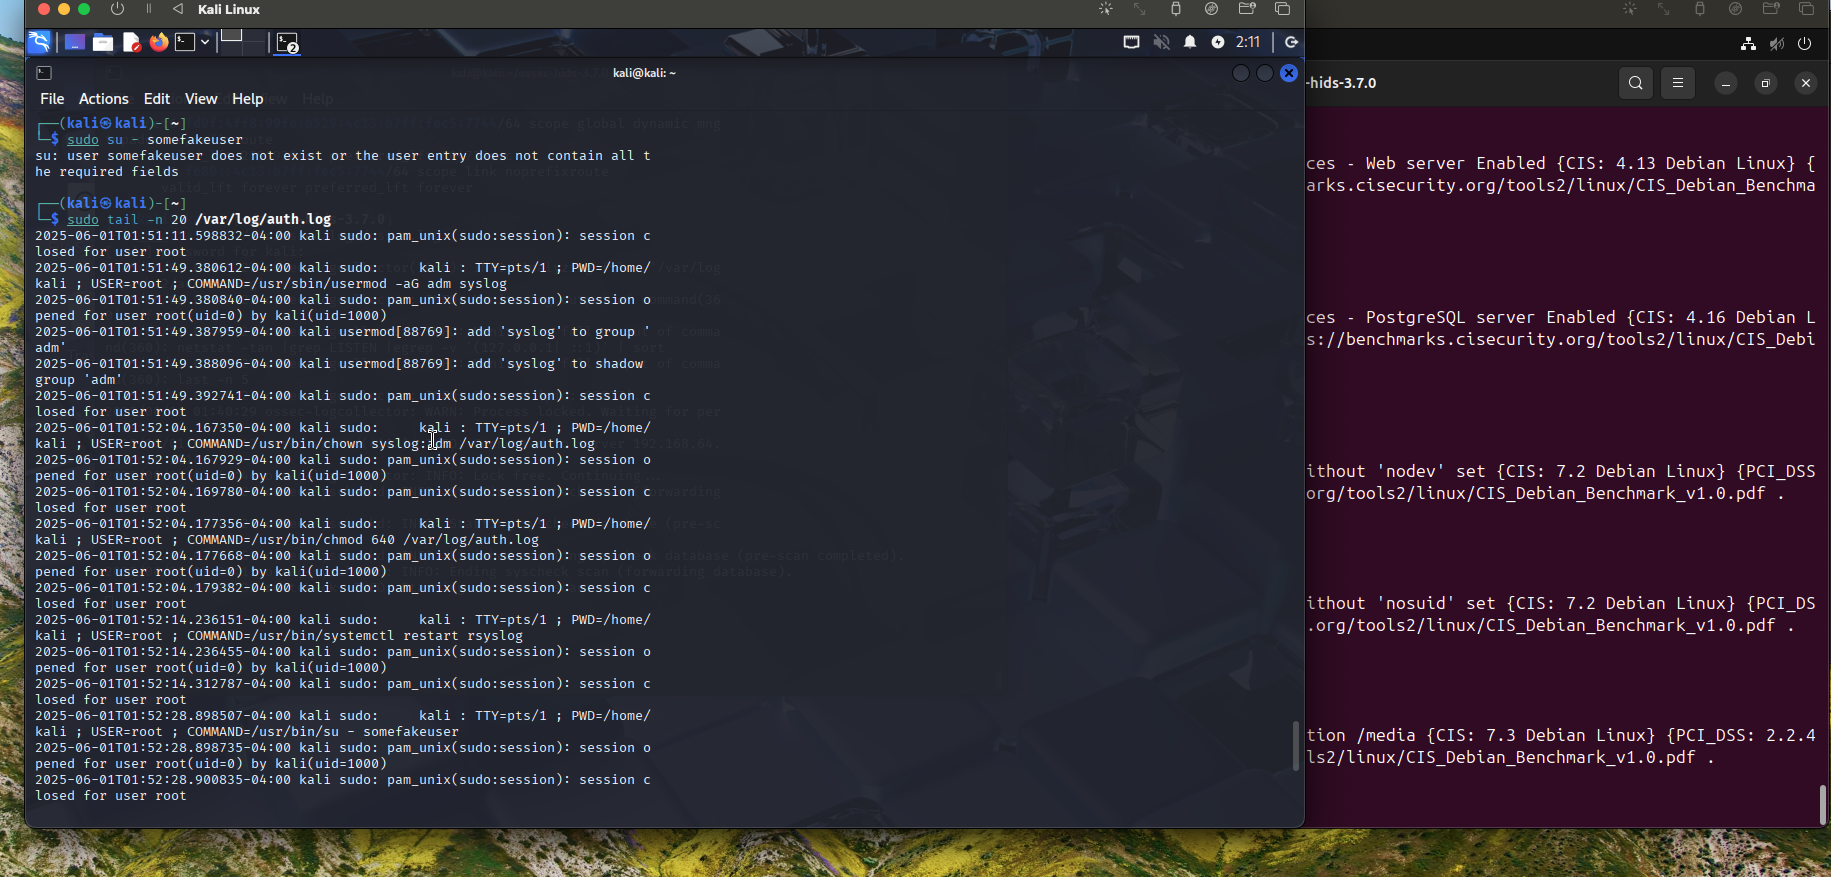 Kali Linux
2
2:11
kali@kali: ~
File Actions Edit View Help
┌──(kali㉿kali)-[~]
└─$ sudo su - somefakeuser
su: user somefakeuser does not exist or the user entry does not contain all t
he required fields
┌──(kali㉿kali)-[~]
└─$ sudo tail -n 20 /var/log/auth.log
2025-06-01T01:51:11.598832-04:00 kali sudo: pam_unix(sudo:session): session c
losed for user root
2025-06-01T01:51:49.380612-04:00 kali sudo:     kali : TTY=pts/1 ; PWD=/home/
kali ; USER=root ; COMMAND=/usr/sbin/usermod -aG adm syslog
2025-06-01T01:51:49.380840-04:00 kali sudo: pam_unix(sudo:session): session o
pened for user root(uid=0) by kali(uid=1000)
2025-06-01T01:51:49.387959-04:00 kali usermod[88769]: add 'syslog' to group '
adm'
2025-06-01T01:51:49.388096-04:00 kali usermod[88769]: add 'syslog' to shadow
group 'adm'
2025-06-01T01:51:49.392741-04:00 kali sudo: pam_unix(sudo:session): session c
losed for user root
2025-06-01T01:52:04.167350-04:00 kali sudo:     kali : TTY=pts/1 ; PWD=/home/
kali ; USER=root ; COMMAND=/usr/bin/chown syslog:adm /var/log/auth.log
2025-06-01T01:52:04.167929-04:00 kali sudo: pam_unix(sudo:session): session o
pened for user root(uid=0) by kali(uid=1000)
2025-06-01T01:52:04.169780-04:00 kali sudo: pam_unix(sudo:session): session c
losed for user root
2025-06-01T01:52:04.177356-04:00 kali sudo:     kali : TTY=pts/1 ; PWD=/home/
kali ; USER=root ; COMMAND=/usr/bin/chmod 640 /var/log/auth.log
2025-06-01T01:52:04.177668-04:00 kali sudo: pam_unix(sudo:session): session o
pened for user root(uid=0) by kali(uid=1000)
2025-06-01T01:52:04.179382-04:00 kali sudo: pam_unix(sudo:session): session c
losed for user root
2025-06-01T01:52:14.236151-04:00 kali sudo:     kali : TTY=pts/1 ; PWD=/home/
kali ; USER=root ; COMMAND=/usr/bin/systemctl restart rsyslog
2025-06-01T01:52:14.236455-04:00 kali sudo: pam_unix(sudo:session): session o
pened for user root(uid=0) by kali(uid=1000)
2025-06-01T01:52:14.312787-04:00 kali sudo: pam_unix(sudo:session): session c
losed for user root
2025-06-01T01:52:28.898507-04:00 kali sudo:     kali : TTY=pts/1 ; PWD=/home/
kali ; USER=root ; COMMAND=/usr/bin/su - somefakeuser
2025-06-01T01:52:28.898735-04:00 kali sudo: pam_unix(sudo:session): session o
pened for user root(uid=0) by kali(uid=1000)
2025-06-01T01:52:28.900835-04:00 kali sudo: pam_unix(sudo:session): session c
losed for user root
-hids-3.7.0
ces - Web server Enabled {CIS: 4.13 Debian Linux} {
arks.cisecurity.org/tools2/linux/CIS_Debian_Benchma
ces - PostgreSQL server Enabled {CIS: 4.16 Debian L
s://benchmarks.cisecurity.org/tools2/linux/CIS_Debi
ithout 'nodev' set {CIS: 7.2 Debian Linux} {PCI_DSS
org/tools2/linux/CIS_Debian_Benchmark_v1.0.pdf .
ithout 'nosuid' set {CIS: 7.2 Debian Linux} {PCI_DS
.org/tools2/linux/CIS_Debian_Benchmark_v1.0.pdf .
tion /media {CIS: 7.3 Debian Linux} {PCI_DSS: 2.2.4
ls2/linux/CIS_Debian_Benchmark_v1.0.pdf .